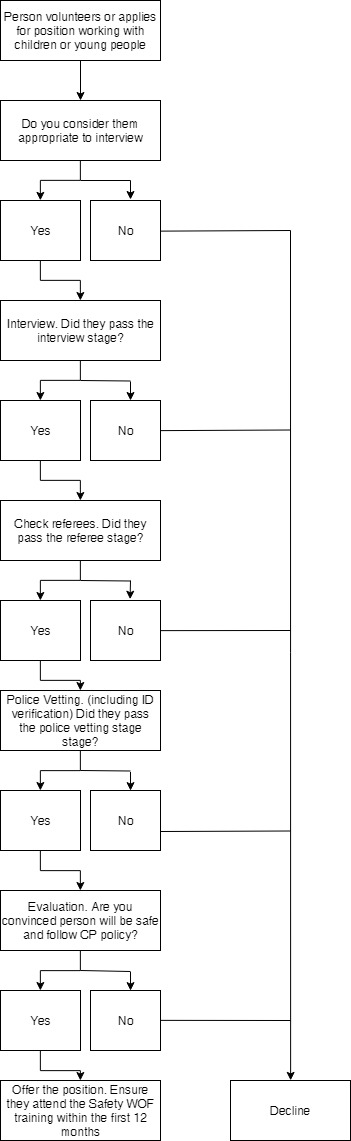 Person volunteers or applies
for position working with
children or young people
Do you consider them
appropriate to interview
Yes
No
Interview. Did they pass the
interview stage?
Yes
No
Check referees. Did they
pass the referee stage?
Yes
No
Police Vetting. (including ID
verification) Did they pass
the police vetting stage
stage?
Yes
No
Evaluation. Are you
convinced person will be safe
and follow CP policy?
Yes
No
Offer the position. Ensure
they attend the Safety WOF
training within the first 12
months
Decline